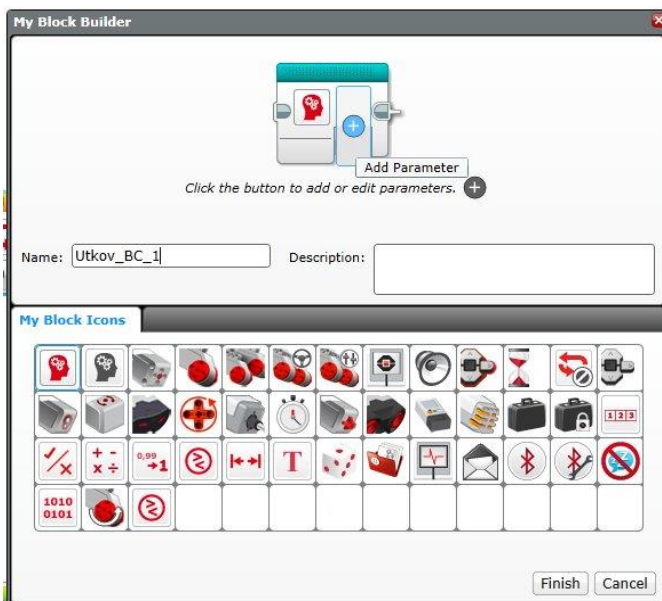 My Block Builder
Add Parameter
Click the button to add or edit parameters.
Name: Utkov_BC_1 Description:
My Block Icons
1 2 3
+ -
x ÷
0,99
→1
T
1010
0101
Finish Cancel